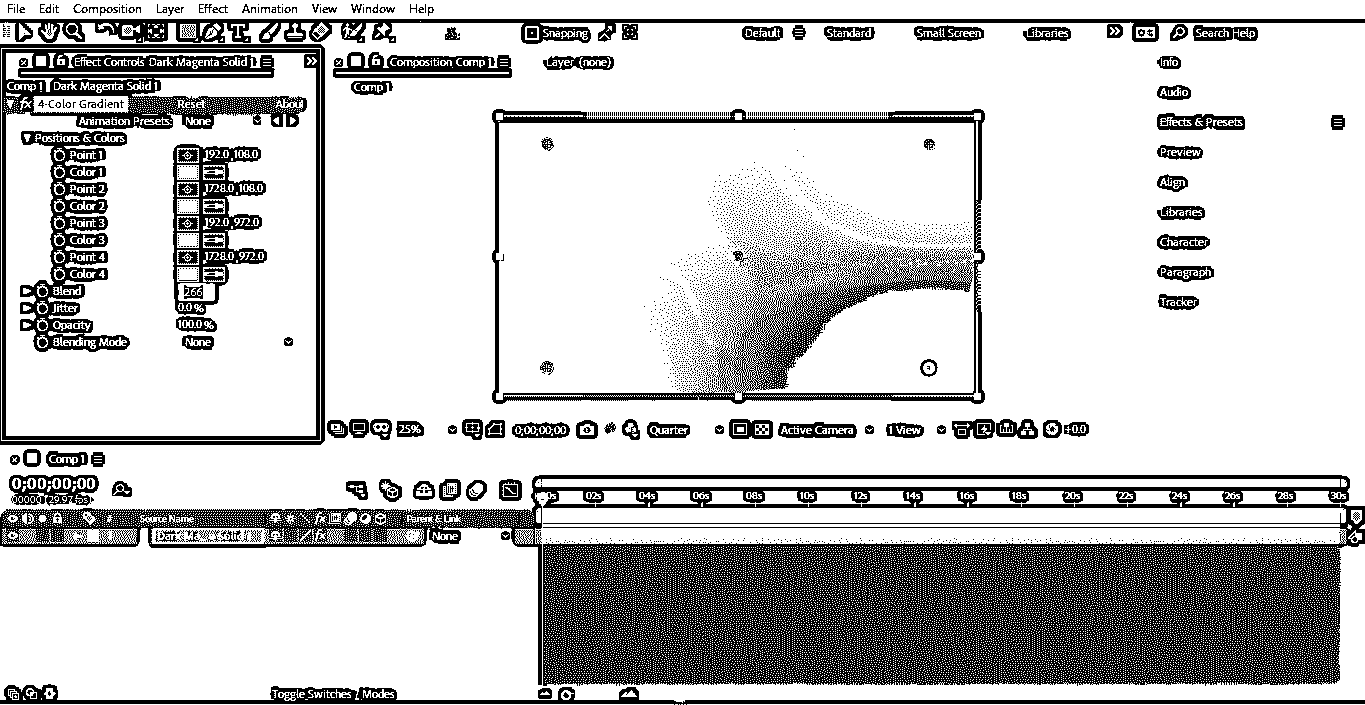 File Edit Composition Layer Effect Animation View Window Help
Snapping Default Standard Small Screen Libraries Search Help
Effect Controls Dark Magenta Solid 1
Composition Comp 1
Layer (none)
Comp 1 Dark Magenta Solid 1
Comp 1
fx 4-Color Gradient Reset About
Animation Presets: None
Positions & Colors
Point 1 192.0, 108.0
Color 1
Point 2 1728.0, 108.0
Color 2
Point 3 192.0, 972.0
Color 3
Point 4 1728.0, 972.0
Color 4
Blend 266
Jitter 0.0 %
Opacity 100.0 %
Blending Mode None
Info
Audio
Effects & Presets
Preview
Align
Libraries
Character
Paragraph
Tracker
25% 0;00;00;00 Quarter Active Camera 1 View +0.0
Comp 1
0;00;00;00
00000 (29.97 fps)
02s 04s 06s 08s 10s 12s 14s 16s 18s 20s 22s 24s 26s 28s 30s
# Source Name fx Parent & Link
1 Dark Ma...a Solid 1 fx None
Toggle Switches / Modes